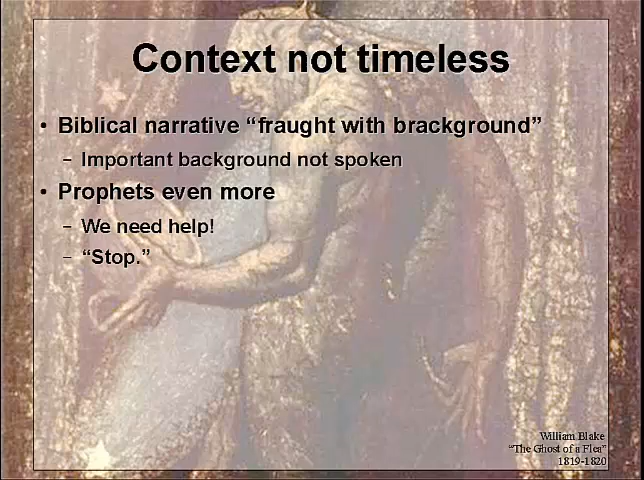 Context not timeless
• Biblical narrative “fraught with brackground”
– Important background not spoken
• Prophets even more
– We need help!
– “Stop.”
William Blake
“The Ghost of a Flea”
1819-1820